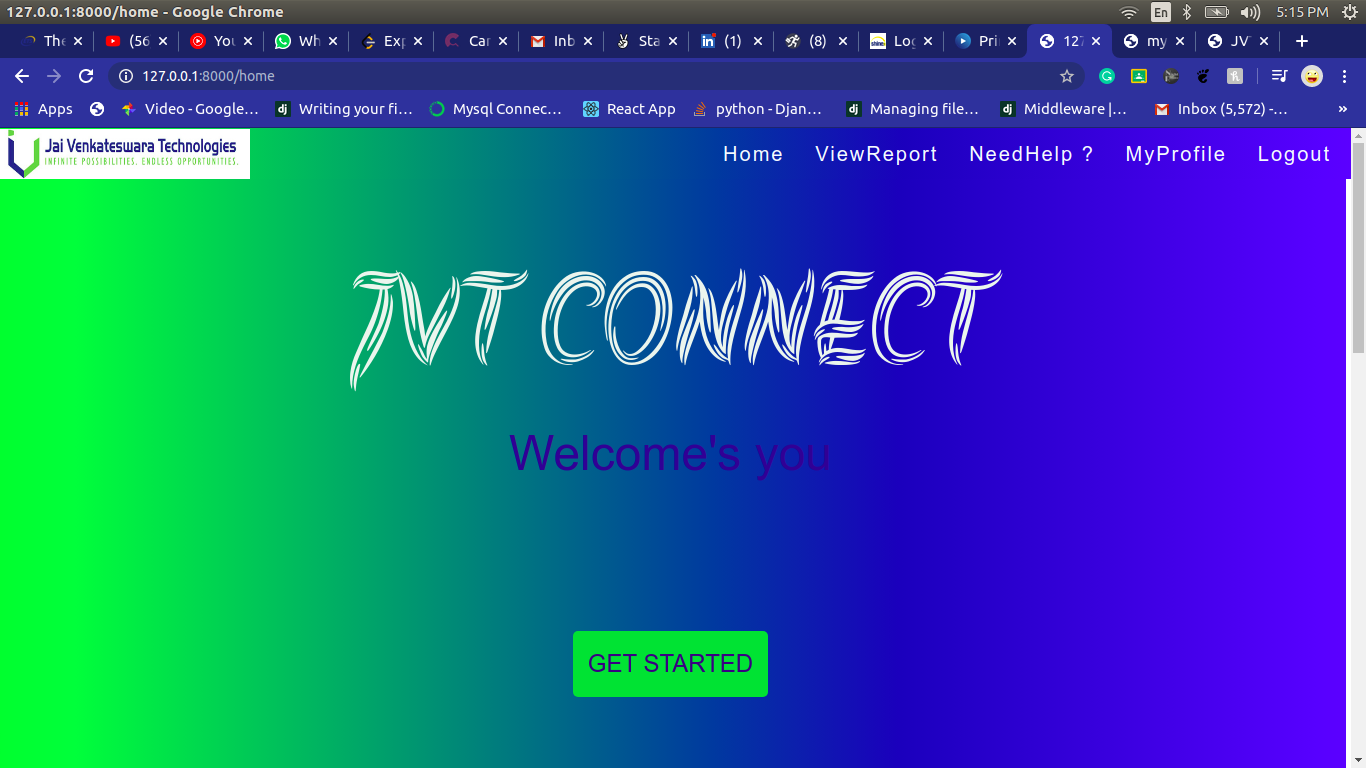 127.0.0.1:8000/home - Google Chrome
En
5:15 PM
The
(56
You
Wh
Exp
Car
Inb
Sta
(1)
(8)
Log
Pri
127
my
JV
127.0.0.1:8000/home
Apps
Video - Google...
Writing your fi...
Mysql Connec...
React App
python - Djan...
Managing file...
Middleware |...
Inbox (5,572) -...
»
Jai Venkateswara Technologies
INFINITE POSSIBILITIES. ENDLESS OPPORTUNITIES.
Home
ViewReport
NeedHelp ?
MyProfile
Logout
JVT CONNECT
Welcome's you
GET STARTED